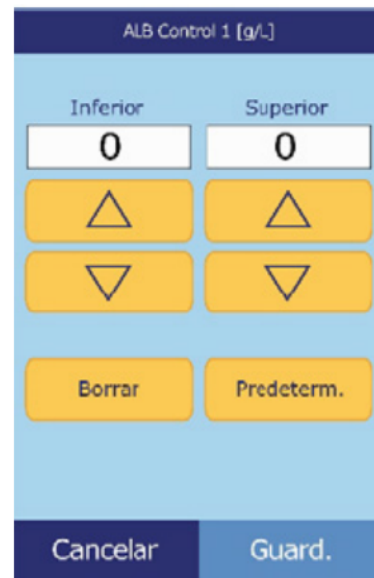 ALB Control 1 [g/L]
Inferior Superior
0 0
Borrar Predeterm.
Cancelar Guard.